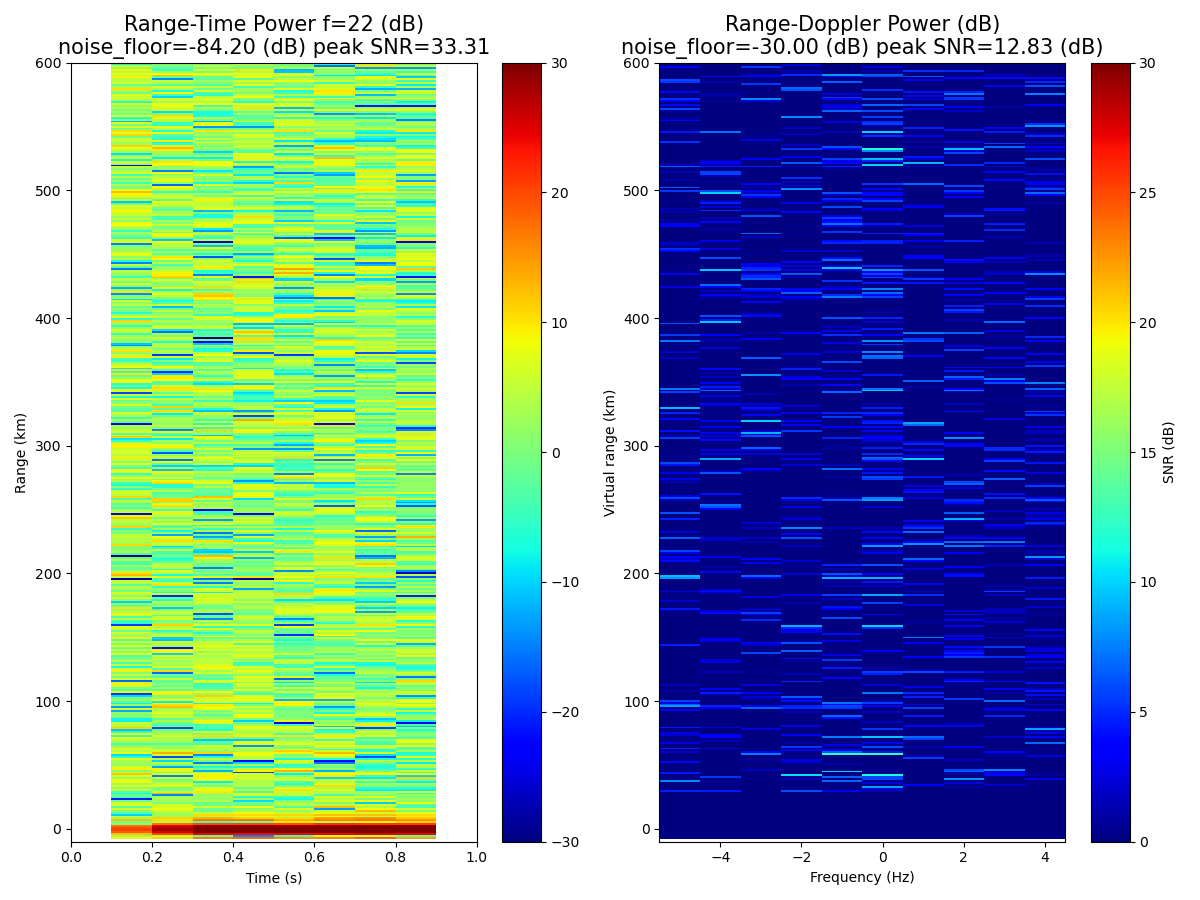 Range-Time Power f=22 (dB)
noise_floor=-84.20 (dB) peak SNR=33.31
Range-Doppler Power (dB)
noise_floor=-30.00 (dB) peak SNR=12.83 (dB)
Range (km)
600
500
400
300
200
100
0
0.0 0.2 0.4 0.6 0.8 1.0
Time (s)
30
20
10
0
−10
−20
−30
Virtual range (km)
600
500
400
300
200
100
0
−4 −2 0 2 4
Frequency (Hz)
30
25
20
15
10
5
0
SNR (dB)